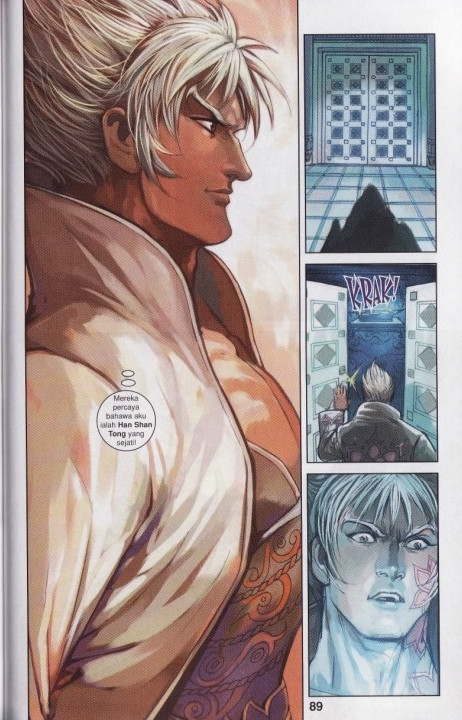 KRAK!
Mereka
percaya
bahawa aku
ialah Han Shan
Tong yang
sejati!
89